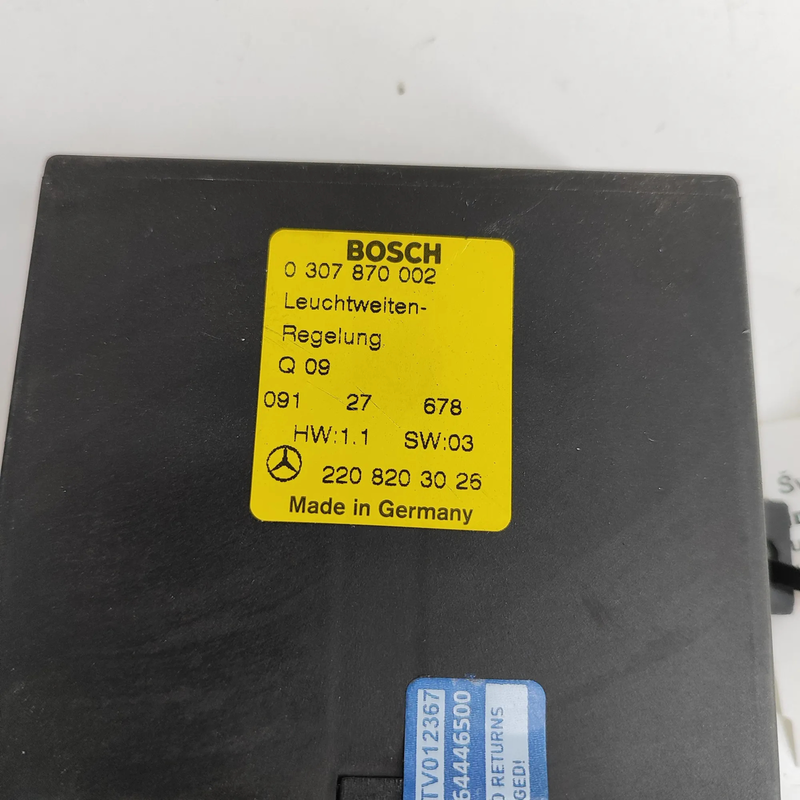 BOSCH
0 307 870 002
Leuchtweiten-
Regelung
Q 09
091 27 678
HW:1.1 SW:03
220 820 30 26
Made in Germany
TV012367
64446500
RETURNS